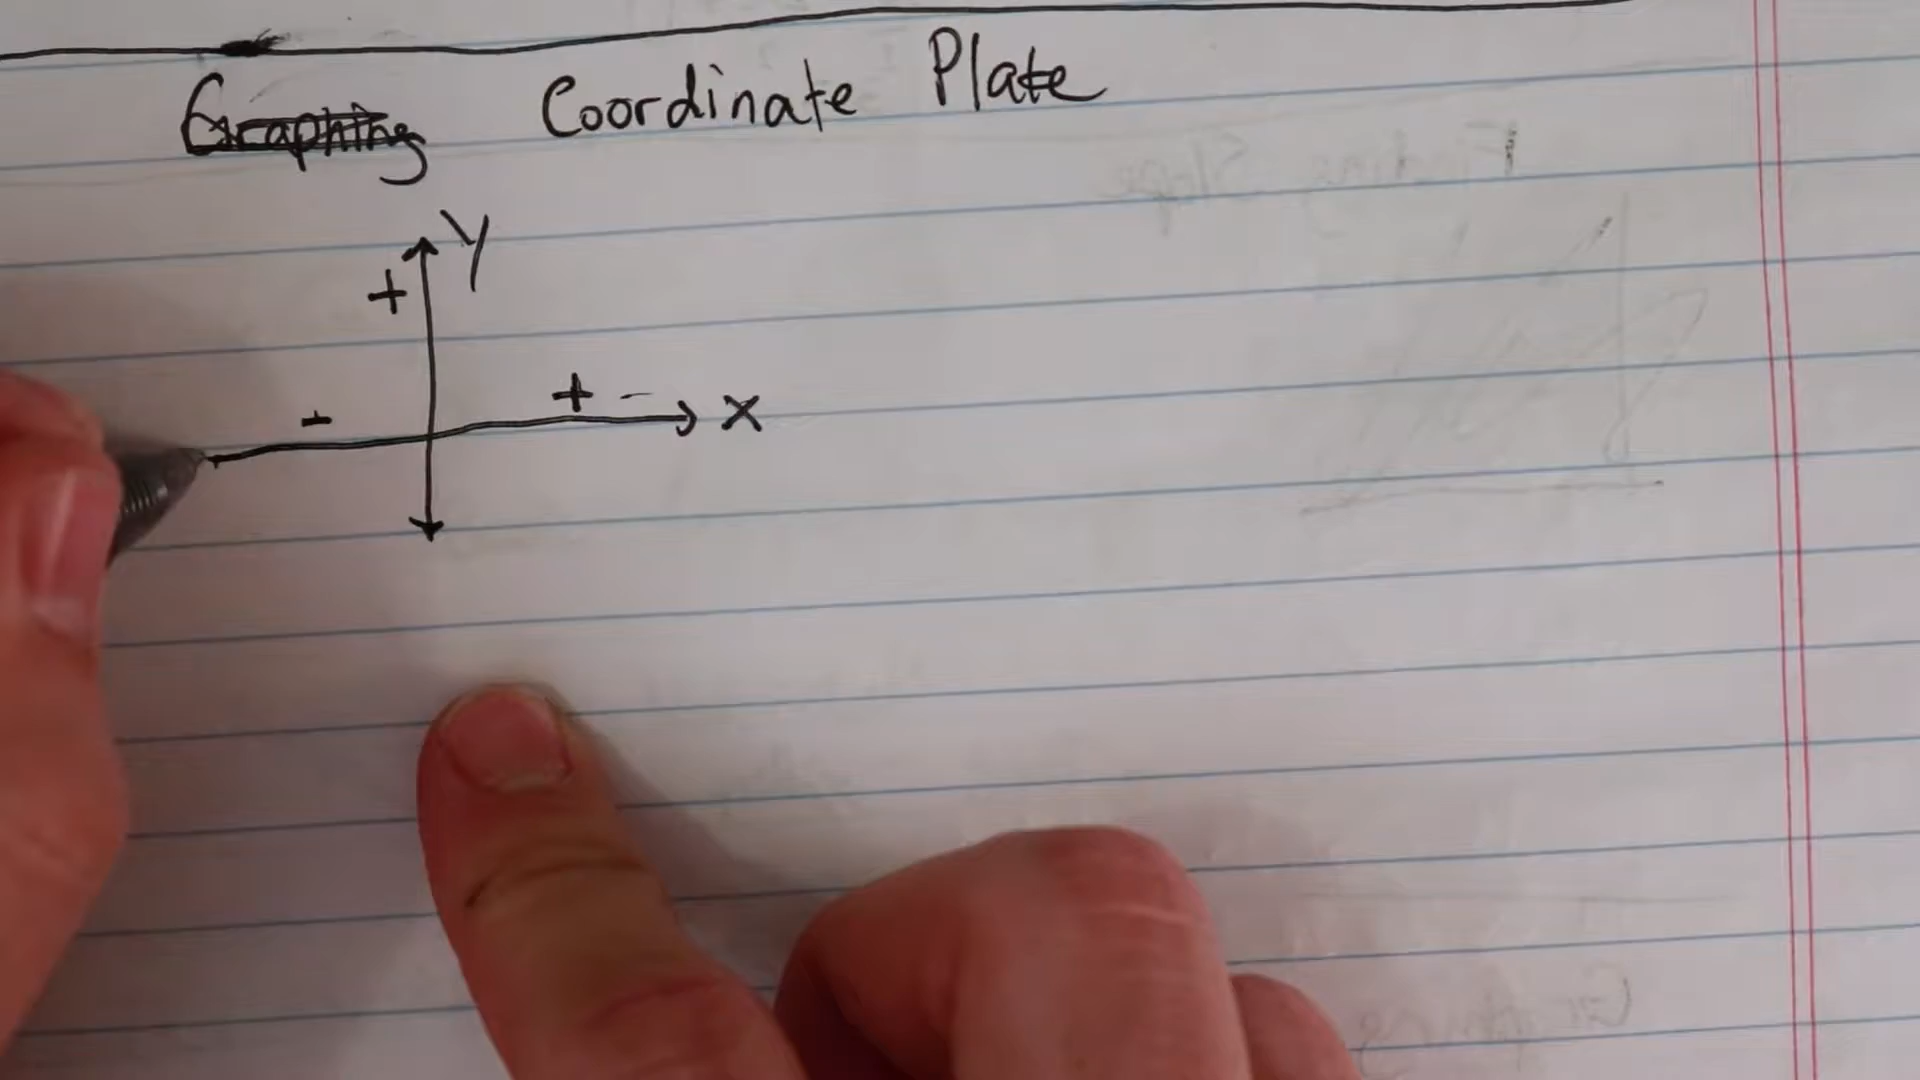 Graphing Coordinate Plate
Y
+
- + - X